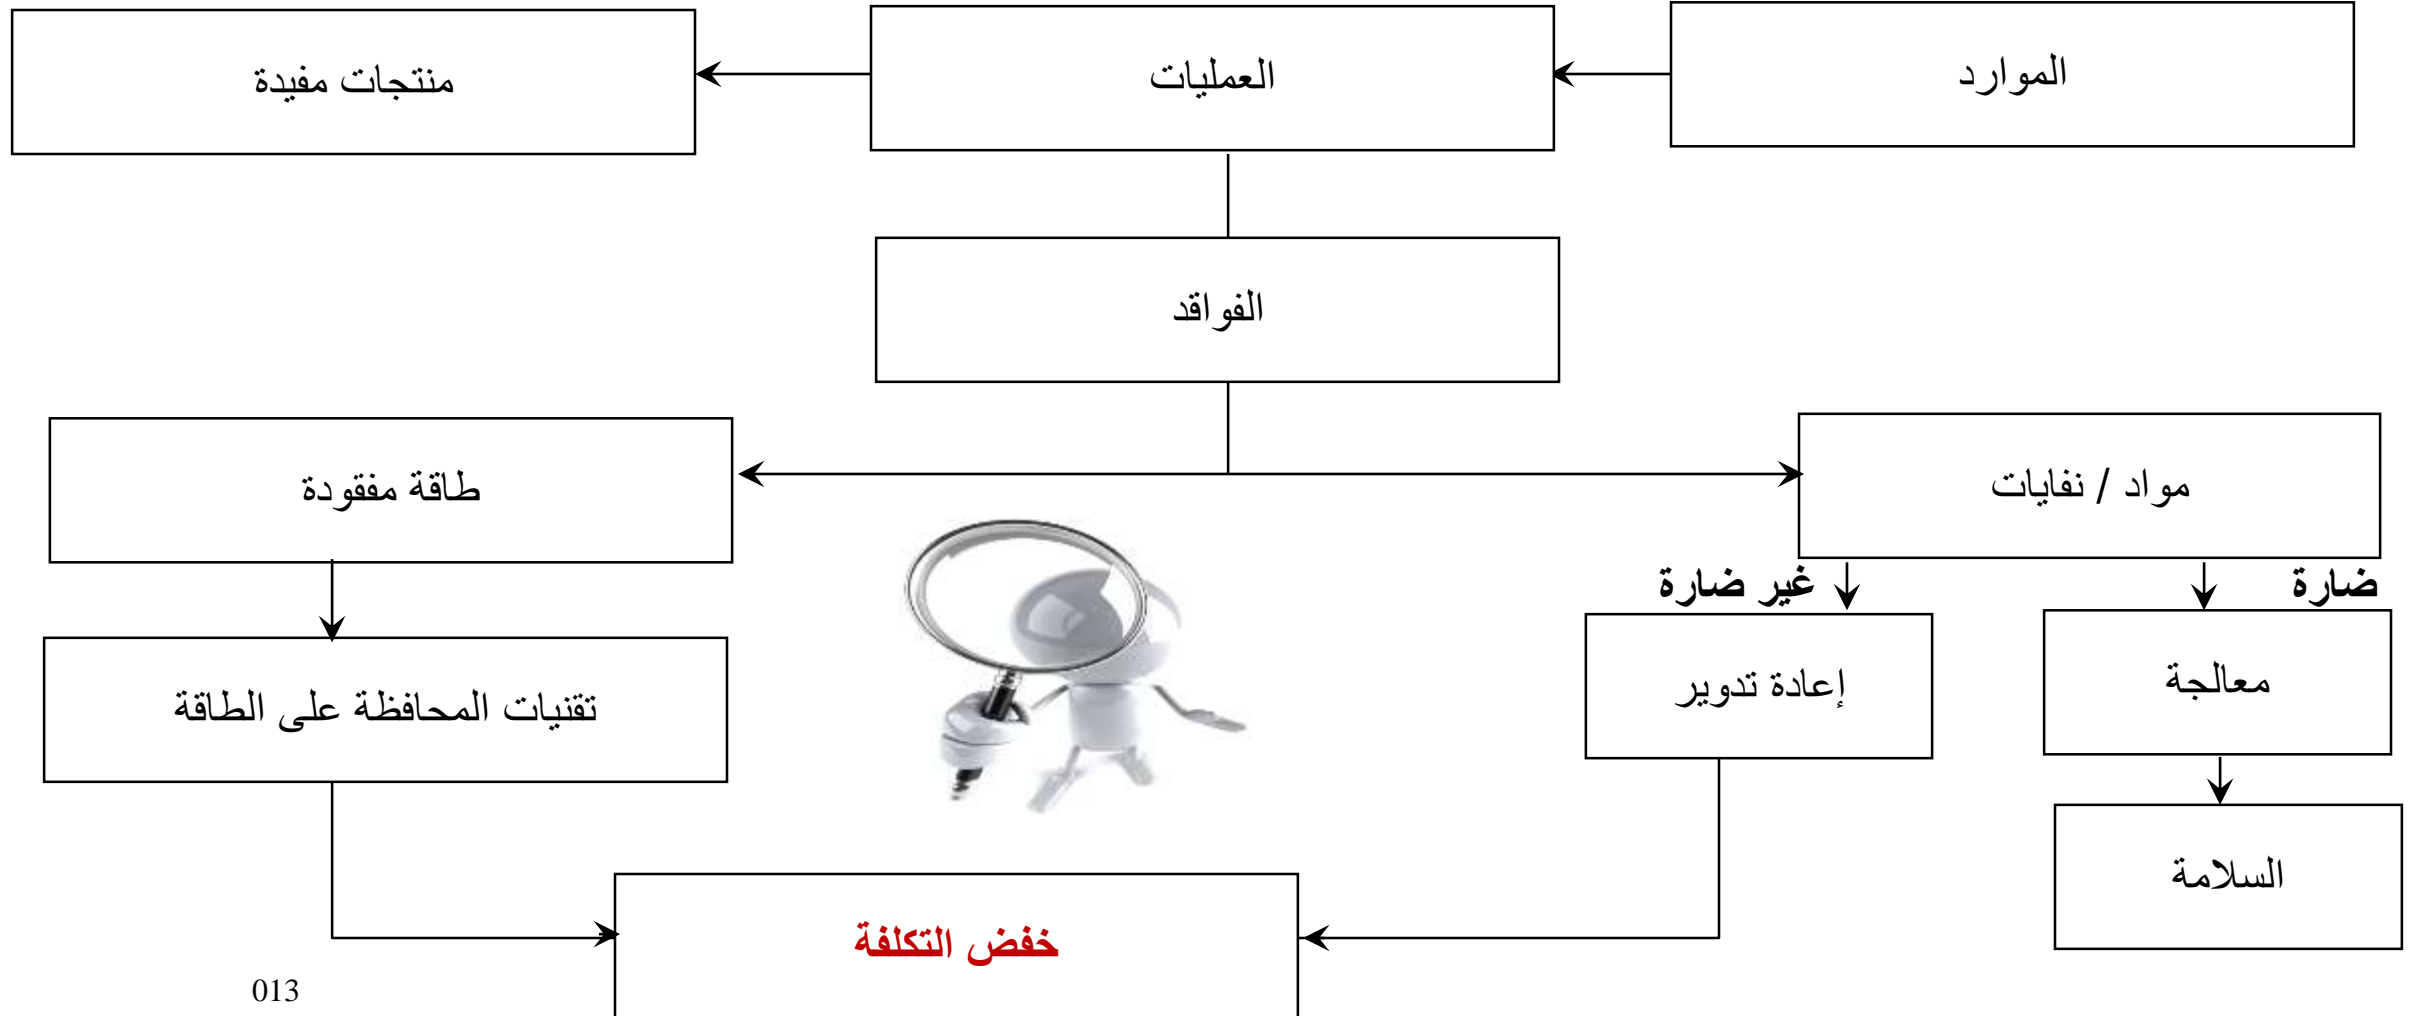 الموارد
العمليات
منتجات مفيدة
الفواقد
مواد / نفايات
طاقة مفقودة
ضارة
غير ضارة
معالجة
إعادة تدوير
تقنيات المحافظة على الطاقة
السلامة
خفض التكلفة
013